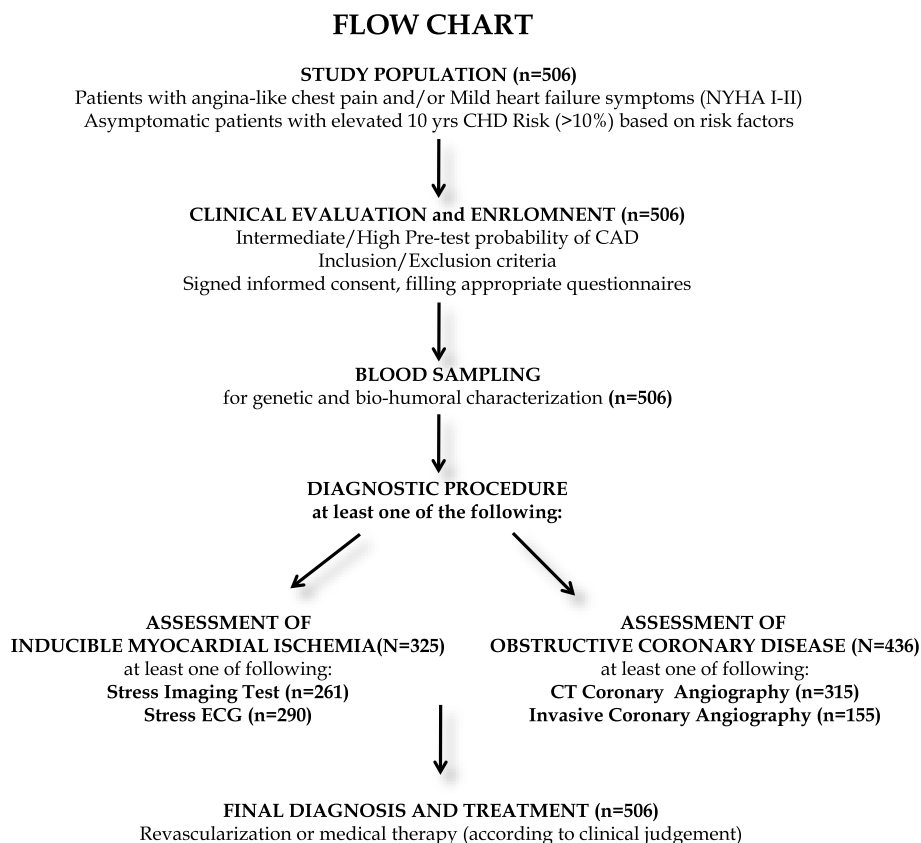 FLOW CHART
STUDY POPULATION (n=506)
Patients with angina-like chest pain and/or Mild heart failure symptoms (NYHA I-II)
Asymptomatic patients with elevated 10 yrs CHD Risk (>10%) based on risk factors
CLINICAL EVALUATION and ENRLOMNENT (n=506)
Intermediate/High Pre-test probability of CAD
Inclusion/Exclusion criteria
Signed informed consent, filling appropriate questionnaires
BLOOD SAMPLING
for genetic and bio-humoral characterization (n=506)
DIAGNOSTIC PROCEDURE
at least one of the following:
ASSESSMENT OF
INDUCIBLE MYOCARDIAL ISCHEMIA(N=325)
at least one of following:
Stress Imaging Test (n=261)
Stress ECG (n=290)
ASSESSMENT OF
OBSTRUCTIVE CORONARY DISEASE (N=436)
at least one of following:
CT Coronary Angiography (n=315)
Invasive Coronary Angiography (n=155)
FINAL DIAGNOSIS AND TREATMENT (n=506)
Revascularization or medical therapy (according to clinical judgement)